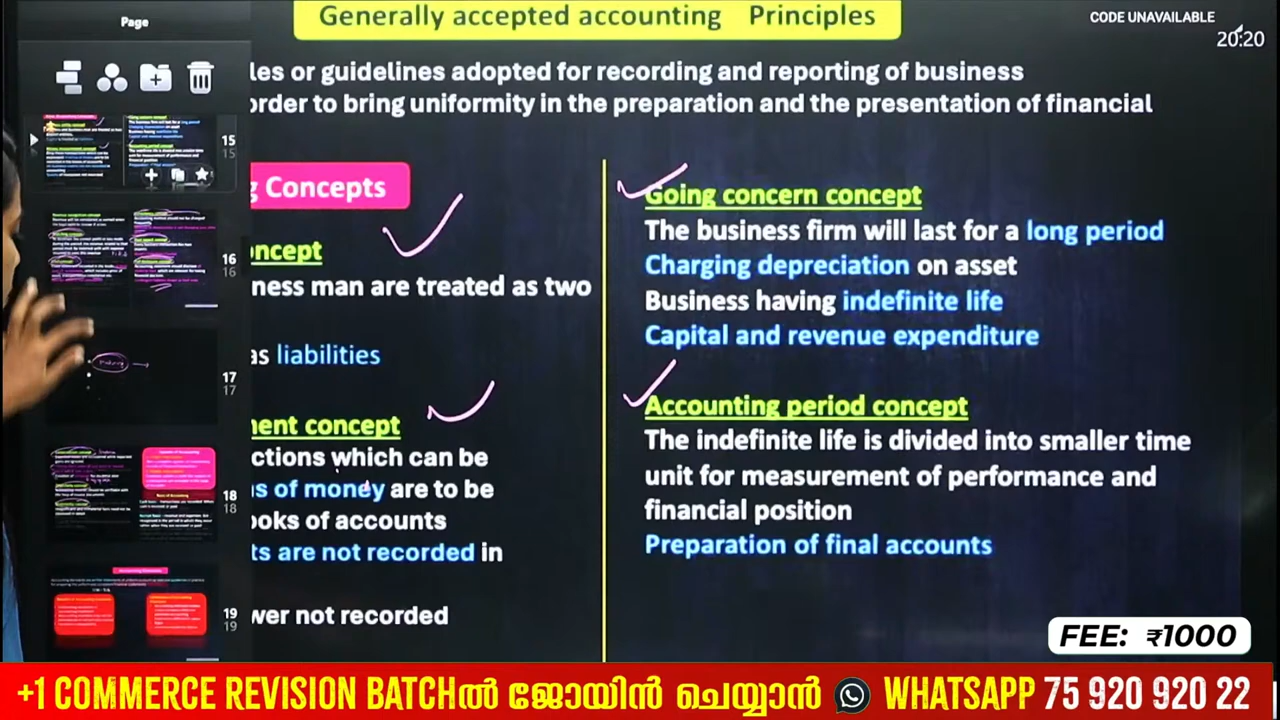 Page
Generally accepted accounting Principles
CODE UNAVAILABLE
20:20
les or guidelines adopted for recording and reporting of business
order to bring uniformity in the preparation and the presentation of financial
g Concepts
oncept
ness man are treated as two
as liabilities
nent concept
ctions which can be
s of money are to be
ooks of accounts
ts are not recorded in
wer not recorded
Going concern concept
The business firm will last for a long period
Charging depreciation on asset
Business having indefinite life
Capital and revenue expenditure
Accounting period concept
The indefinite life is divided into smaller time
unit for measurement of performance and
financial position
Preparation of final accounts
15
15
16
16
17
17
18
18
19
19
FEE: ₹1000
+1 COMMERCE REVISION BATCHൽ ജോയിൻ ചെയ്യാൻ WHATSAPP 75 920 920 22